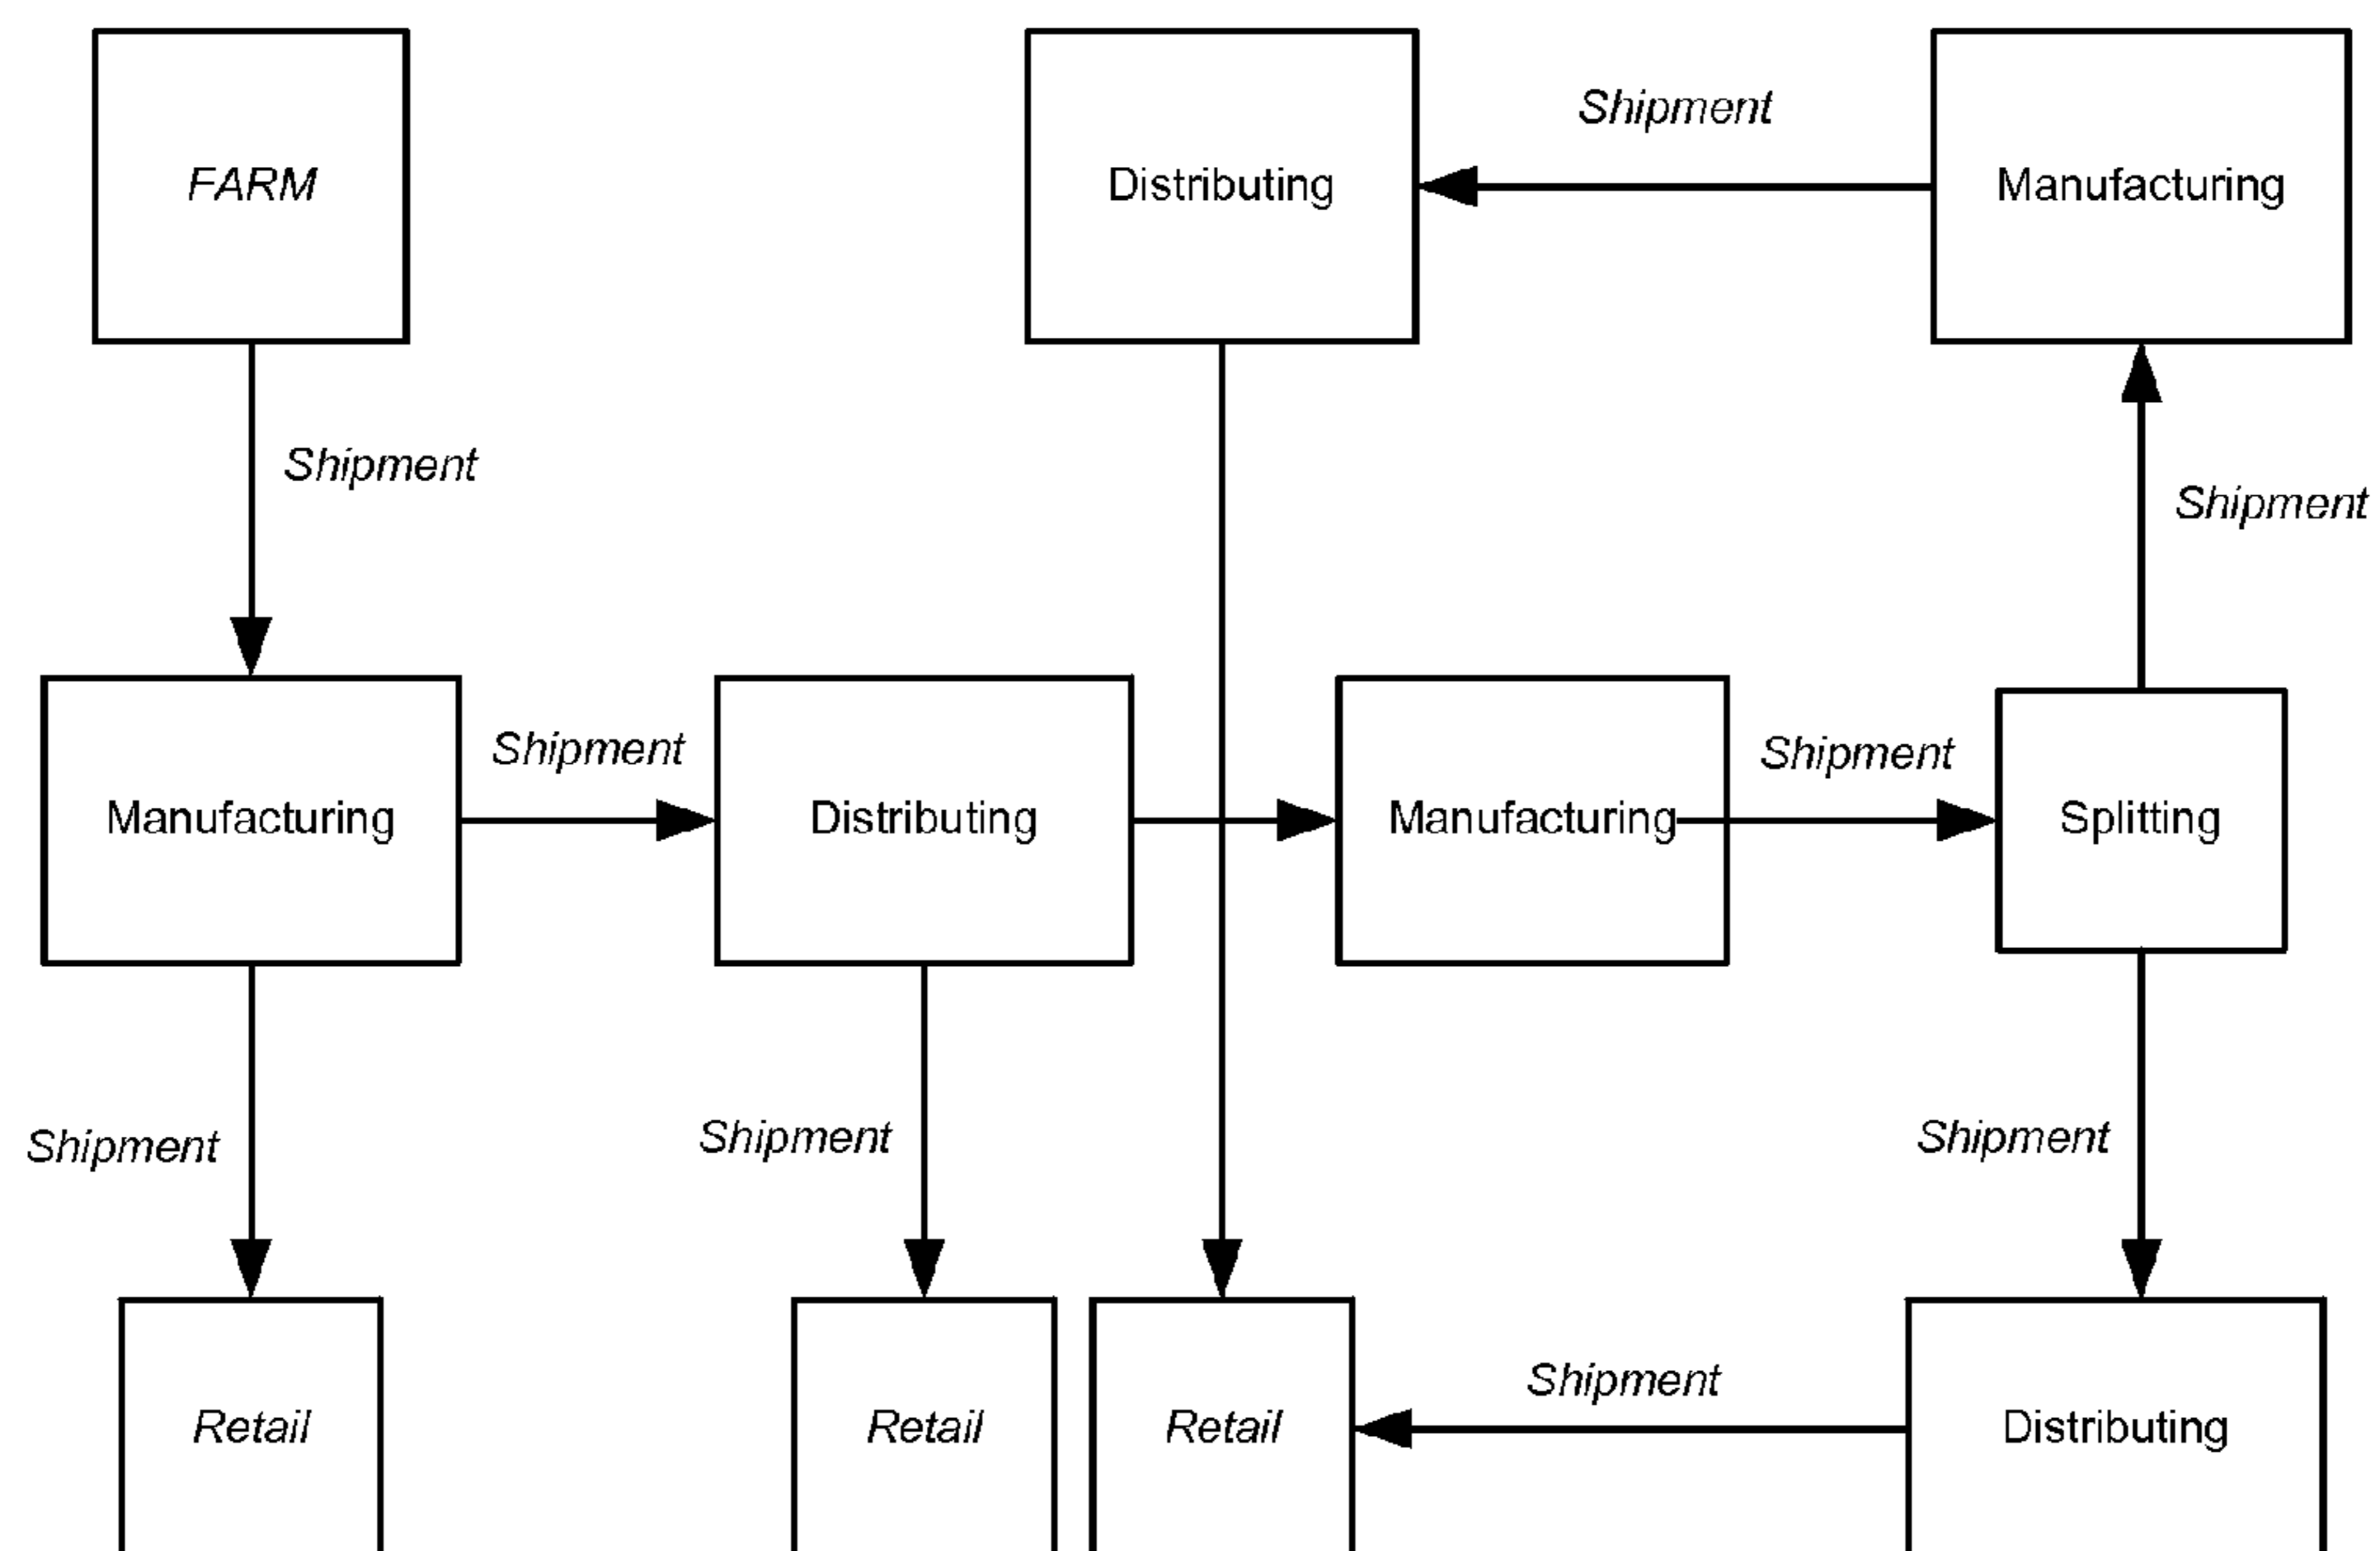 FARM
Distributing
Shipment
Manufacturing
Shipment
Shipment
Manufacturing
Shipment
Distributing
Manufacturing
Shipment
Splitting
Shipment
Shipment
Shipment
Retail
Retail
Retail
Shipment
Distributing